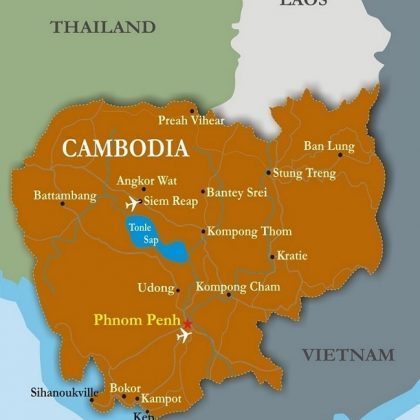 LAOS
THAILAND
Preah Vihear
CAMBODIA
Ban Lung
Stung Treng
Angkor Wat
Bantey Srei
Battambang
Siem Reap
Tonle
Sap
Kompong Thom
Kratie
Udong
Kompong Cham
Phnom Penh
VIETNAM
Sihanoukville
Bokor
Kampot
Kep